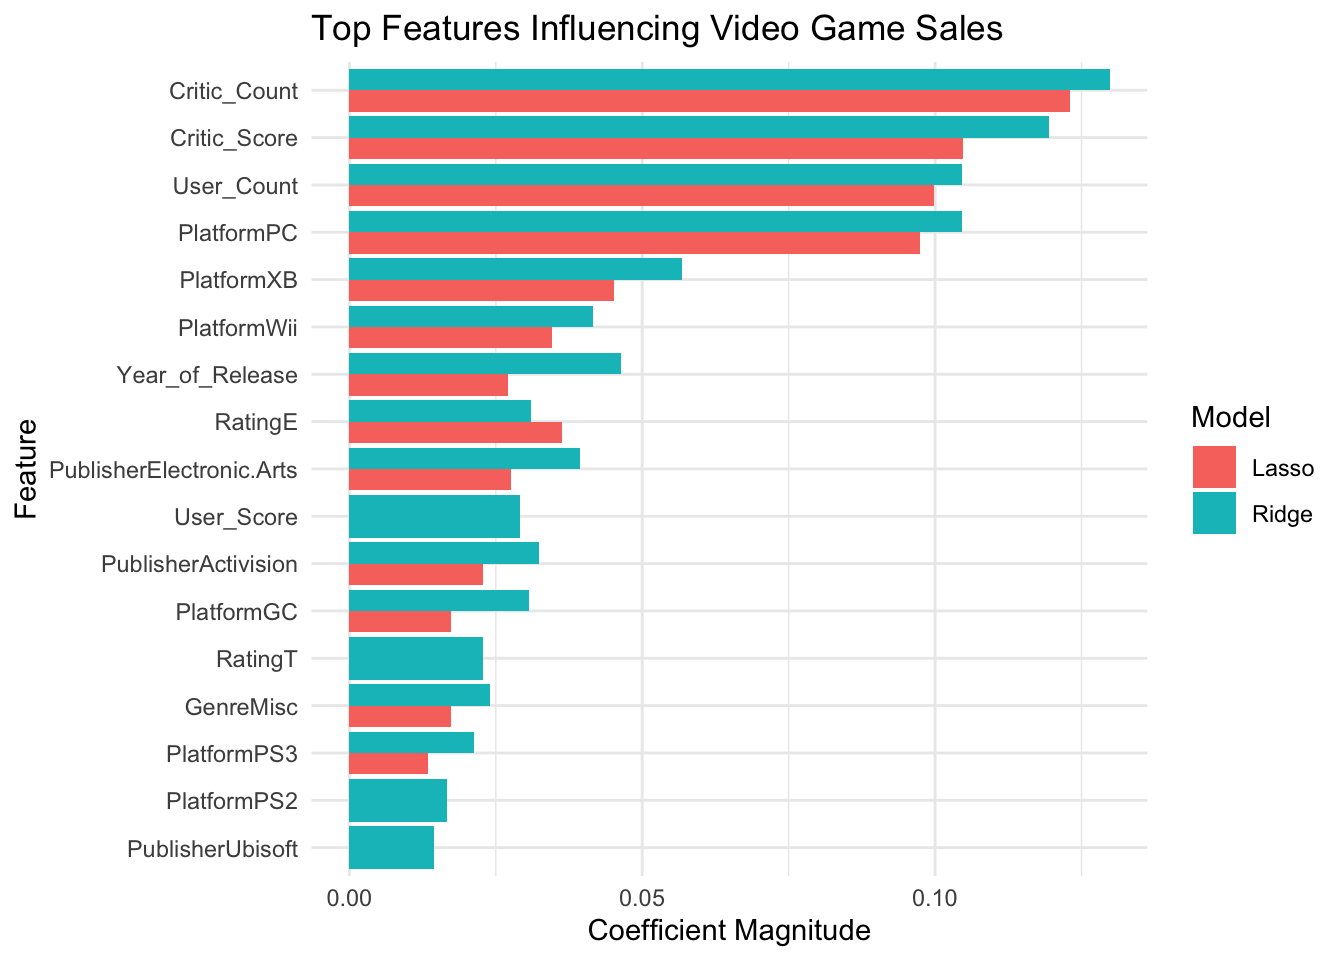 Top Features Influencing Video Game Sales
Critic_Count
Critic_Score
User_Count
PlatformPC
PlatformXB
PlatformWii
Year_of_Release
RatingE
PublisherElectronic.Arts
User_Score
PublisherActivision
PlatformGC
RatingT
GenreMisc
PlatformPS3
PlatformPS2
PublisherUbisoft
Feature
0.00 0.05 0.10
Coefficient Magnitude
Model
Lasso
Ridge